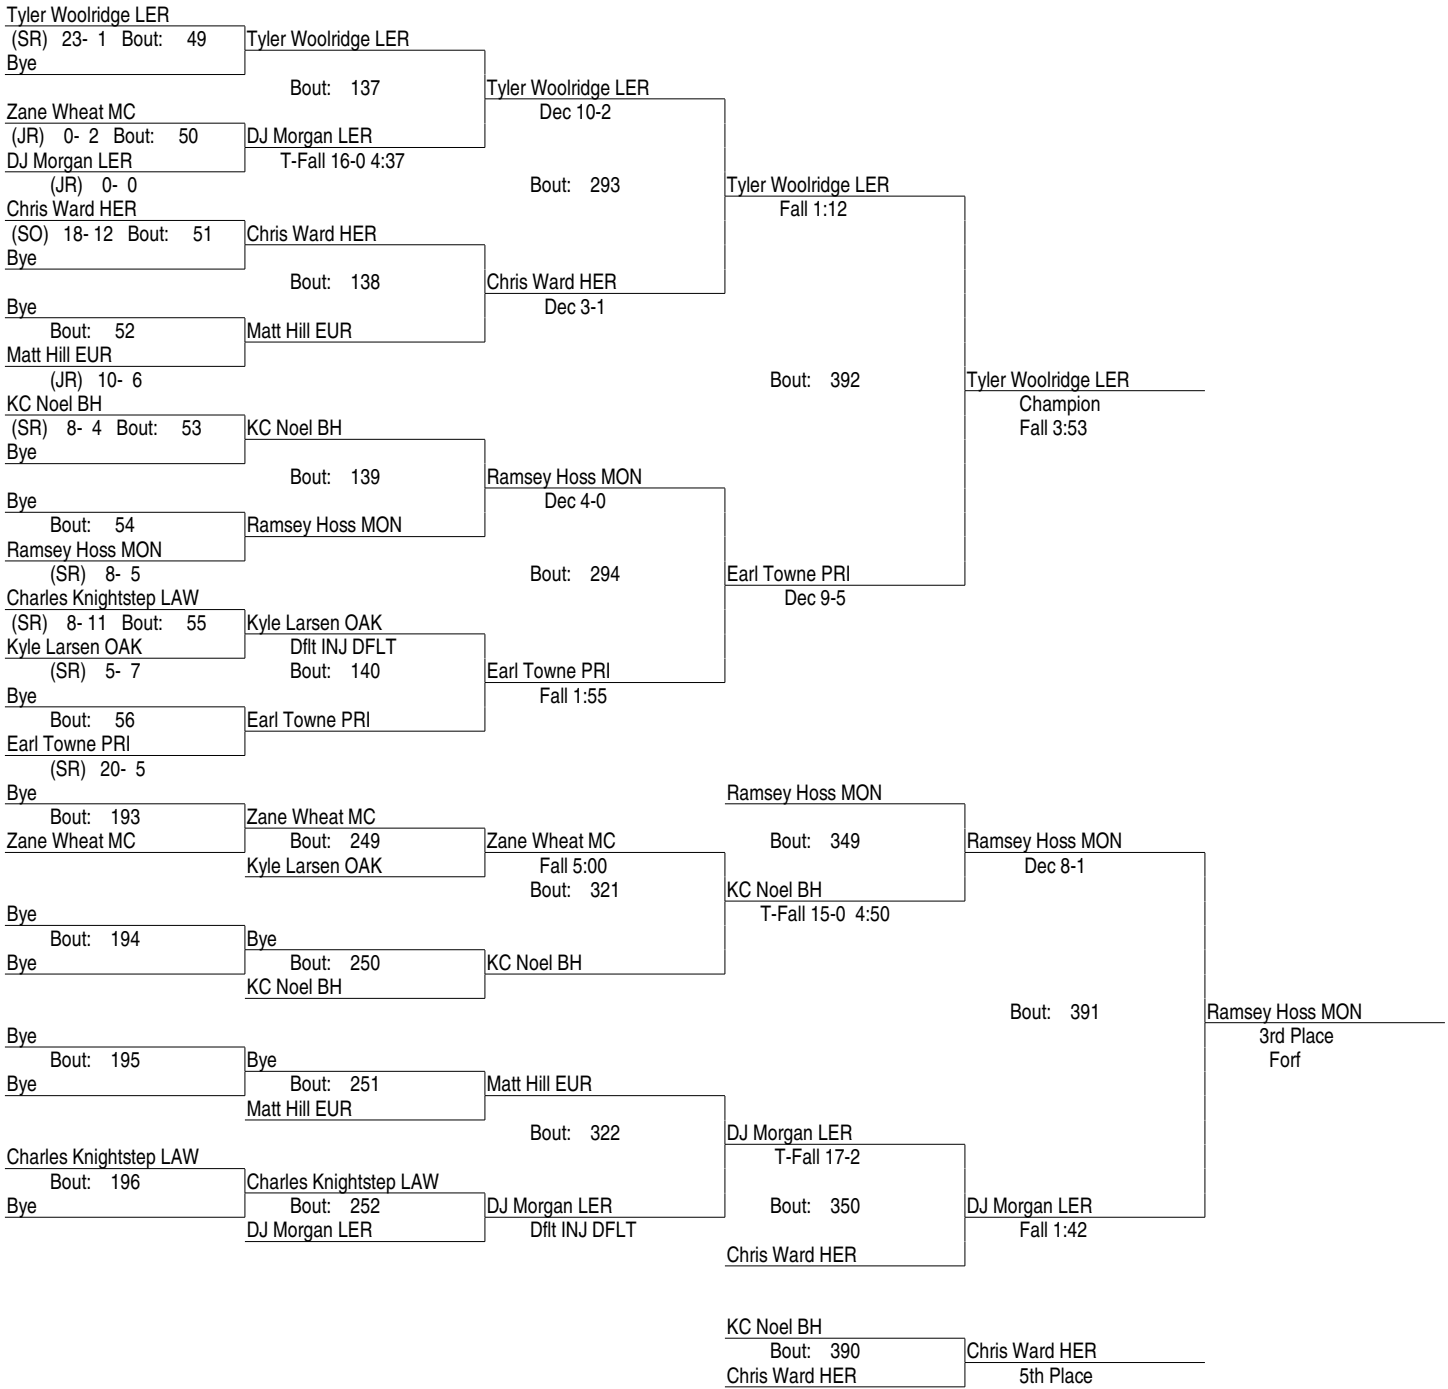 Tyler Woolridge LER
(SR) 23- 1 Bout: 49 Tyler Woolridge LER
Bye
Bout: 137 Tyler Woolridge LER
Zane Wheat MC Dec 10-2
(JR) 0- 2 Bout: 50 DJ Morgan LER
DJ Morgan LER T-Fall 16-0 4:37
(JR) 0- 0 Bout: 293 Tyler Woolridge LER
Chris Ward HER Fall 1:12
(SO) 18- 12 Bout: 51 Chris Ward HER
Bye
Bout: 138 Chris Ward HER
Bye Dec 3-1
Bout: 52 Matt Hill EUR
Matt Hill EUR
(JR) 10- 6 Bout: 392 Tyler Woolridge LER
KC Noel BH Champion
(SR) 8- 4 Bout: 53 KC Noel BH Fall 3:53
Bye
Bout: 139 Ramsey Hoss MON
Bye Dec 4-0
Bout: 54 Ramsey Hoss MON
Ramsey Hoss MON
(SR) 8- 5 Bout: 294 Earl Towne PRI
Charles Knightstep LAW Dec 9-5
(SR) 8- 11 Bout: 55 Kyle Larsen OAK
Kyle Larsen OAK Dflt INJ DFLT
(SR) 5- 7 Bout: 140 Earl Towne PRI
Bye Fall 1:55
Bout: 56 Earl Towne PRI
Earl Towne PRI
(SR) 20- 5
Bye Ramsey Hoss MON
Bout: 193 Zane Wheat MC
Zane Wheat MC Bout: 249 Zane Wheat MC Bout: 349 Ramsey Hoss MON
Kyle Larsen OAK Fall 5:00 Dec 8-1
Bout: 321 KC Noel BH
Bye T-Fall 15-0 4:50
Bout: 194 Bye
Bye Bout: 250 KC Noel BH
KC Noel BH
Bout: 391 Ramsey Hoss MON
Bye 3rd Place
Bout: 195 Bye Forf
Bye Bout: 251 Matt Hill EUR
Matt Hill EUR
Bout: 322 DJ Morgan LER
Charles Knightstep LAW T-Fall 17-2
Bout: 196 Charles Knightstep LAW
Bye Bout: 252 DJ Morgan LER Bout: 350 DJ Morgan LER
DJ Morgan LER Dflt INJ DFLT Fall 1:42
Chris Ward HER
KC Noel BH
Bout: 390 Chris Ward HER
Chris Ward HER 5th Place